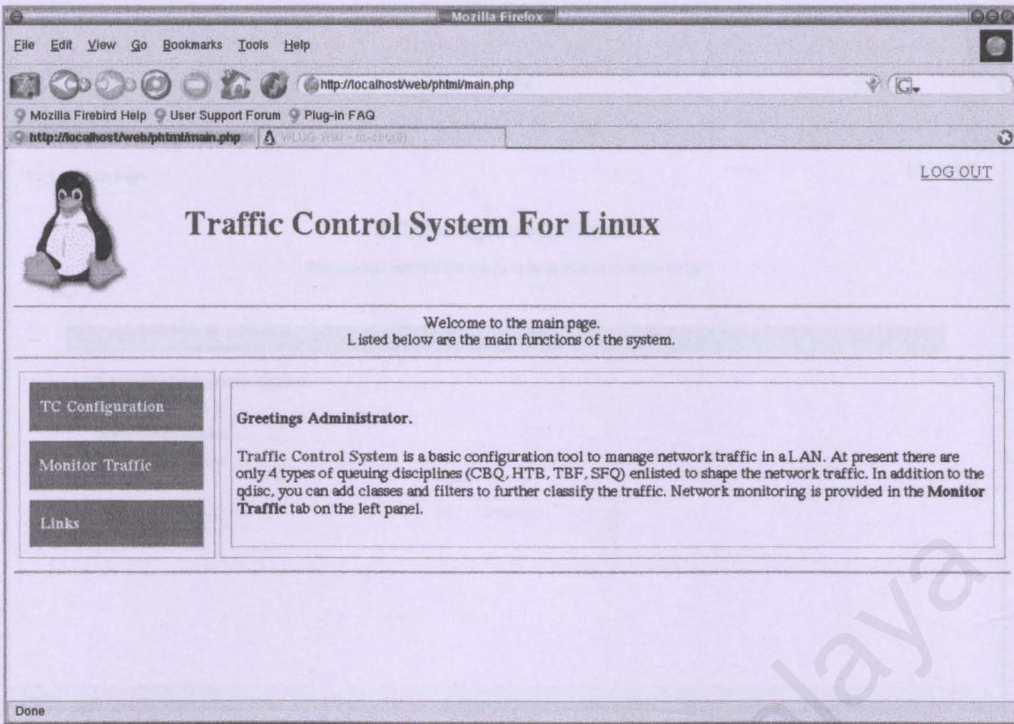 Mozilla Firefox
File Edit View Go Bookmarks Tools Help
http://localhost/web/phtml/main.php
G
Mozilla Firebird Help User Support Forum Plug-in FAQ
http://localhost/web/phtml/main.php WLUG Wiki - tc-cbq(8)
LOG OUT
Traffic Control System For Linux
Welcome to the main page.
Listed below are the main functions of the system.
TC Configuration
Monitor Traffic
Links
Greetings Administrator.
Traffic Control System is a basic configuration tool to manage network traffic in a LAN. At present there are
only 4 types of queuing disciplines (CBQ, HTB, TBF, SFQ) enlisted to shape the network traffic. In addition to the
qdisc, you can add classes and filters to further classify the traffic. Network monitoring is provided in the Monitor
Traffic tab on the left panel.
Done